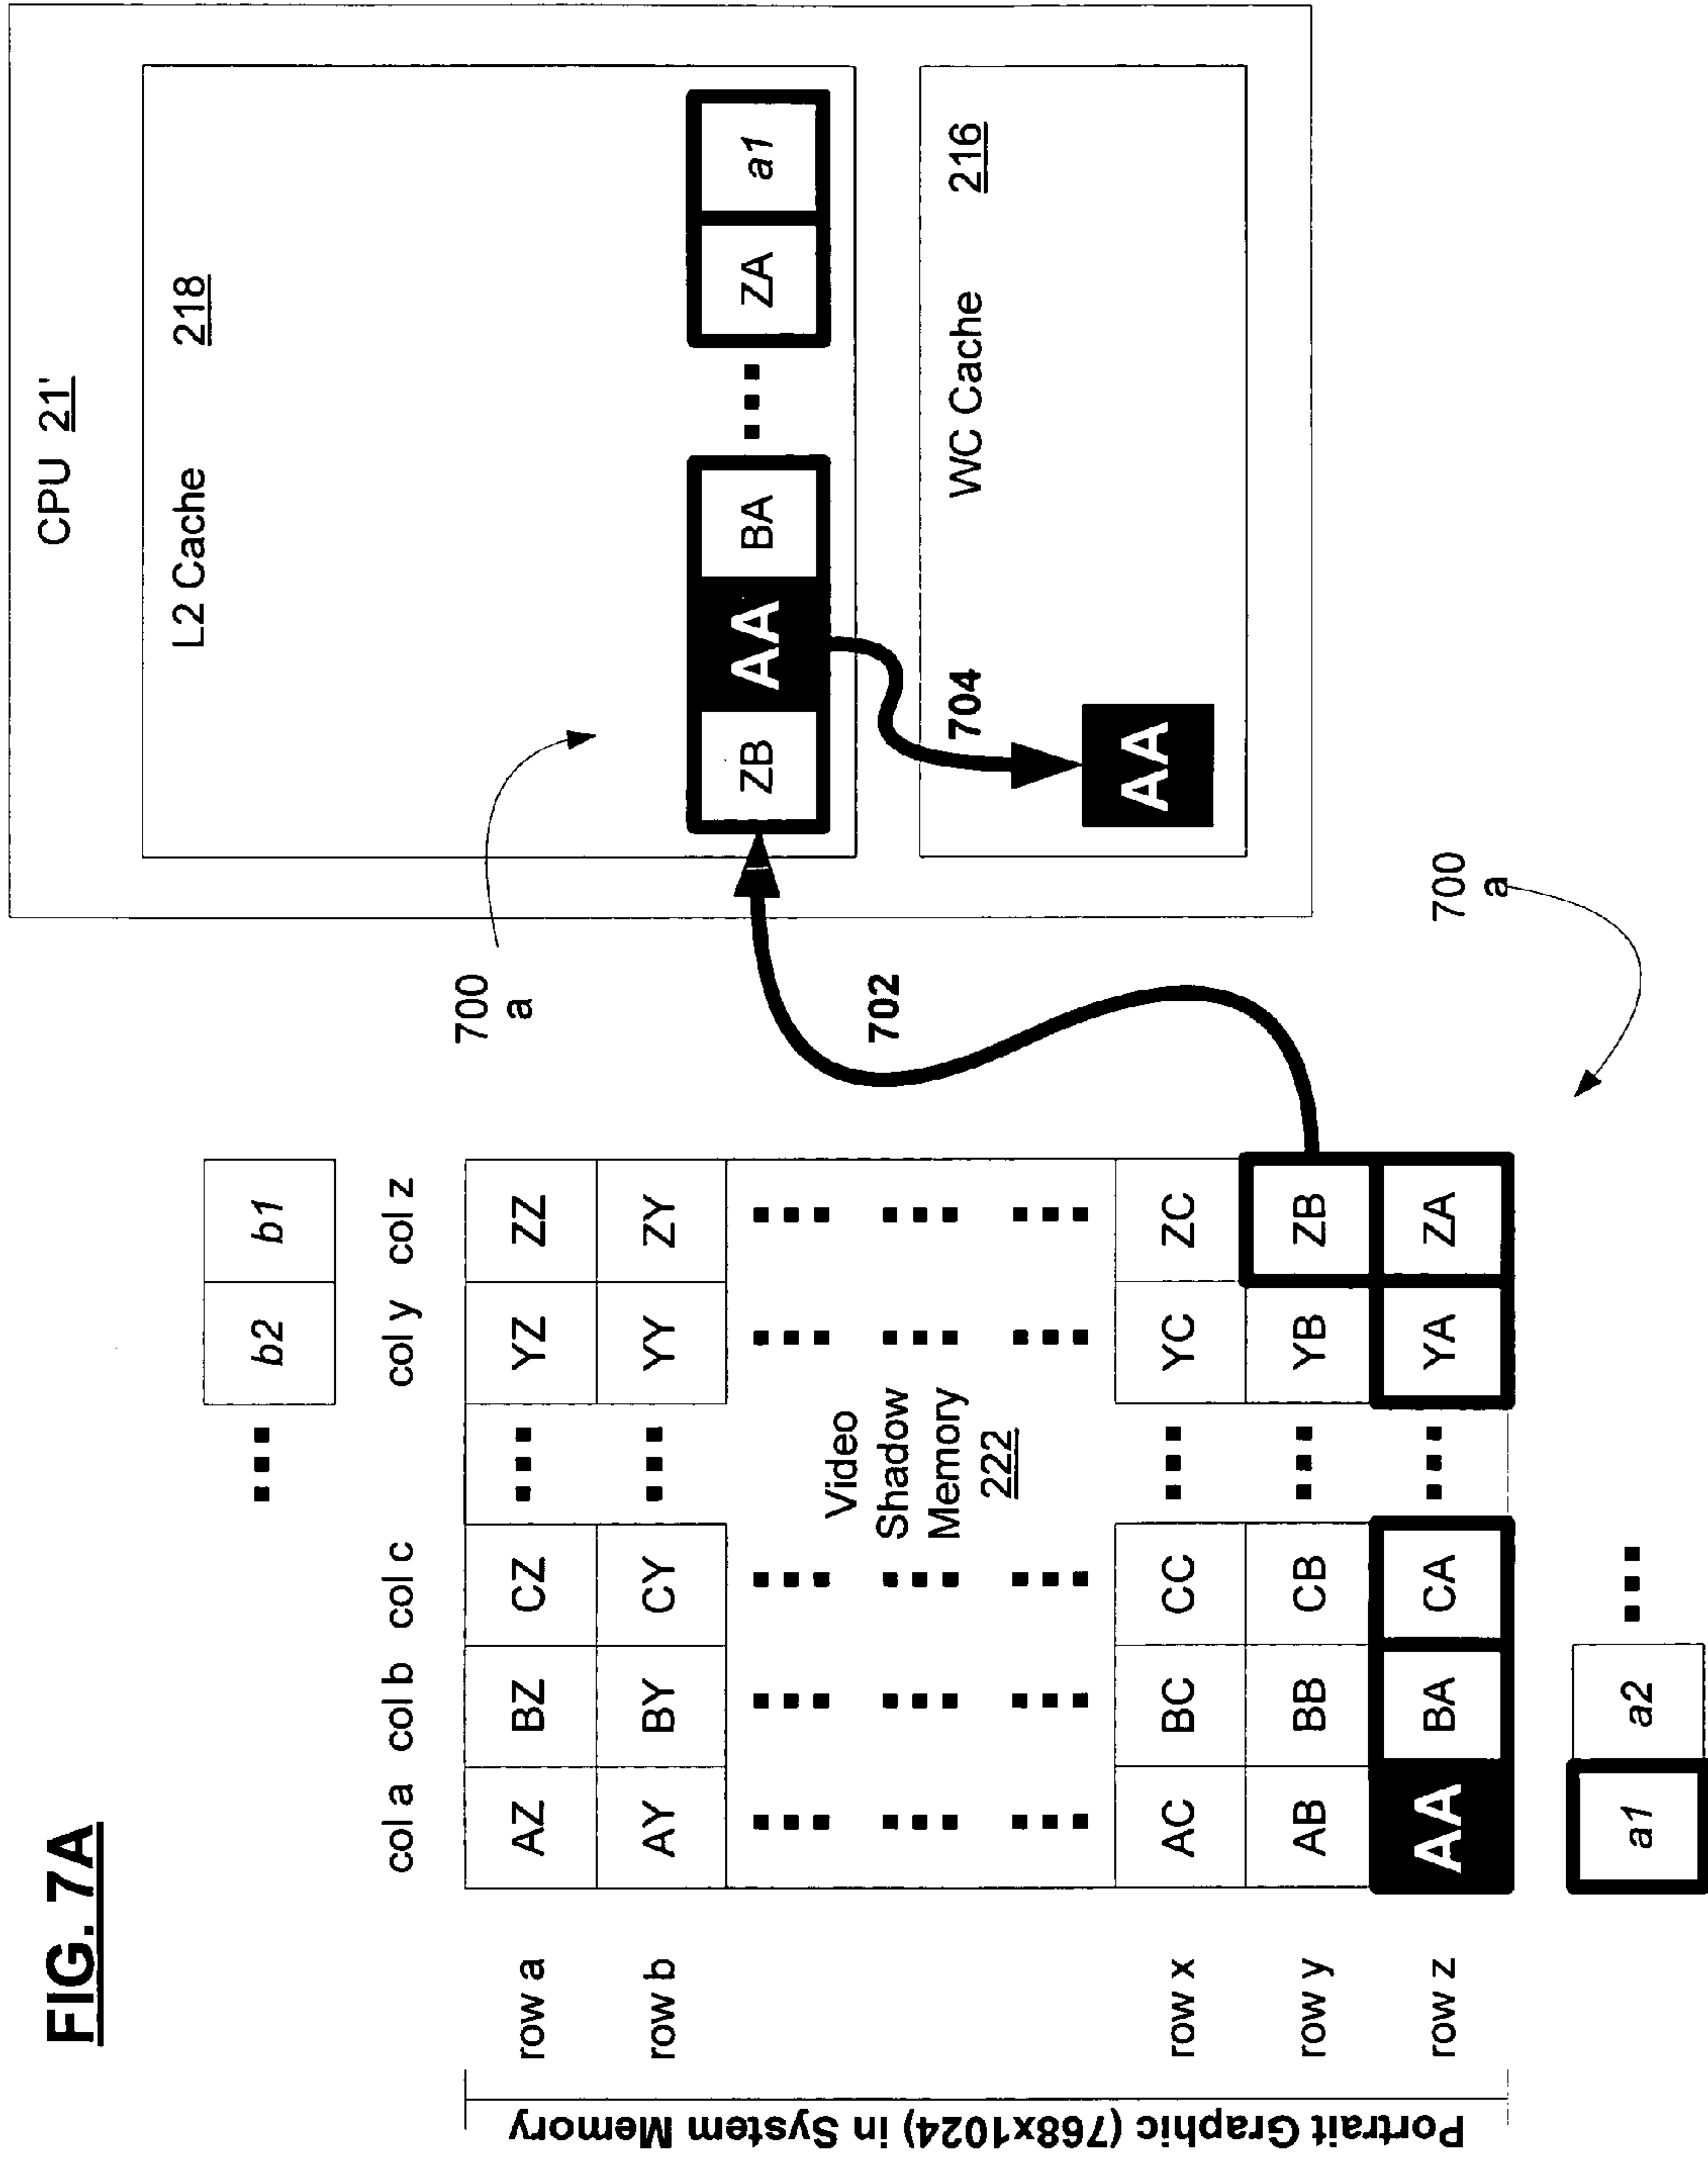 FIG. 7A
b2 b1
col a col b col c col y col z
row a AZ BZ CZ YZ ZZ
row b AY BY CY YY ZY
Video
Shadow
Memory
222
row x AC BC CC YC ZC
row y AB BB CB YB ZB
row z AA BA CA YA ZA
a1 a2
Portrait Graphic (768x1024) in System Memory
700
a
702
700
a
CPU 21'
L2 Cache 218
ZB AA BA ZA a1
704
WC Cache 216
AA